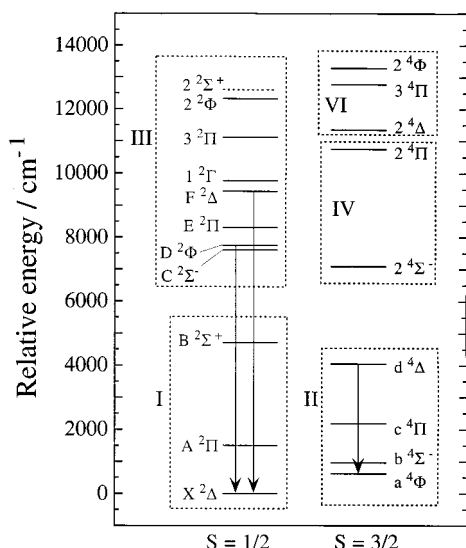 14000
12000
10000
8000
6000
4000
2000
0
Relative energy / cm⁻¹
III
2 ²Σ⁺
2 ²Φ
3 ²Π
1 ²Γ
F ²Δ
E ²Π
D ²Φ
C ²Σ⁻
I
B ²Σ⁺
A ²Π
X ²Δ
S = 1/2
2 ⁴Φ
3 ⁴Π
VI
2 ⁴Δ
2 ⁴Π
IV
2 ⁴Σ⁻
II
d ⁴Δ
c ⁴Π
b ⁴Σ⁻
a ⁴Φ
S = 3/2